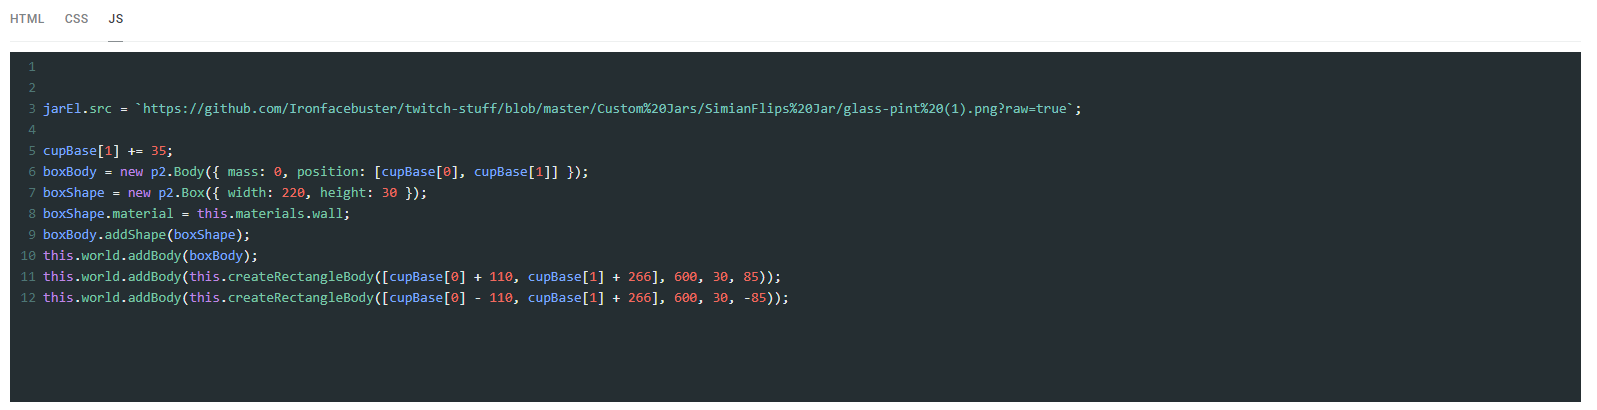 HTML CSS JS
1
2
3 jarEl.src = `https://github.com/Ironfacebuster/twitch-stuff/blob/master/Custom%20Jars/SimianFlips%20Jar/glass-pint%20(1).png?raw=true`;
4
5 cupBase[1] += 35;
6 boxBody = new p2.Body({ mass: 0, position: [cupBase[0], cupBase[1]] });
7 boxShape = new p2.Box({ width: 220, height: 30 });
8 boxShape.material = this.materials.wall;
9 boxBody.addShape(boxShape);
10 this.world.addBody(boxBody);
11 this.world.addBody(this.createRectangleBody([cupBase[0] + 110, cupBase[1] + 266], 600, 30, 85));
12 this.world.addBody(this.createRectangleBody([cupBase[0] - 110, cupBase[1] + 266], 600, 30, -85));